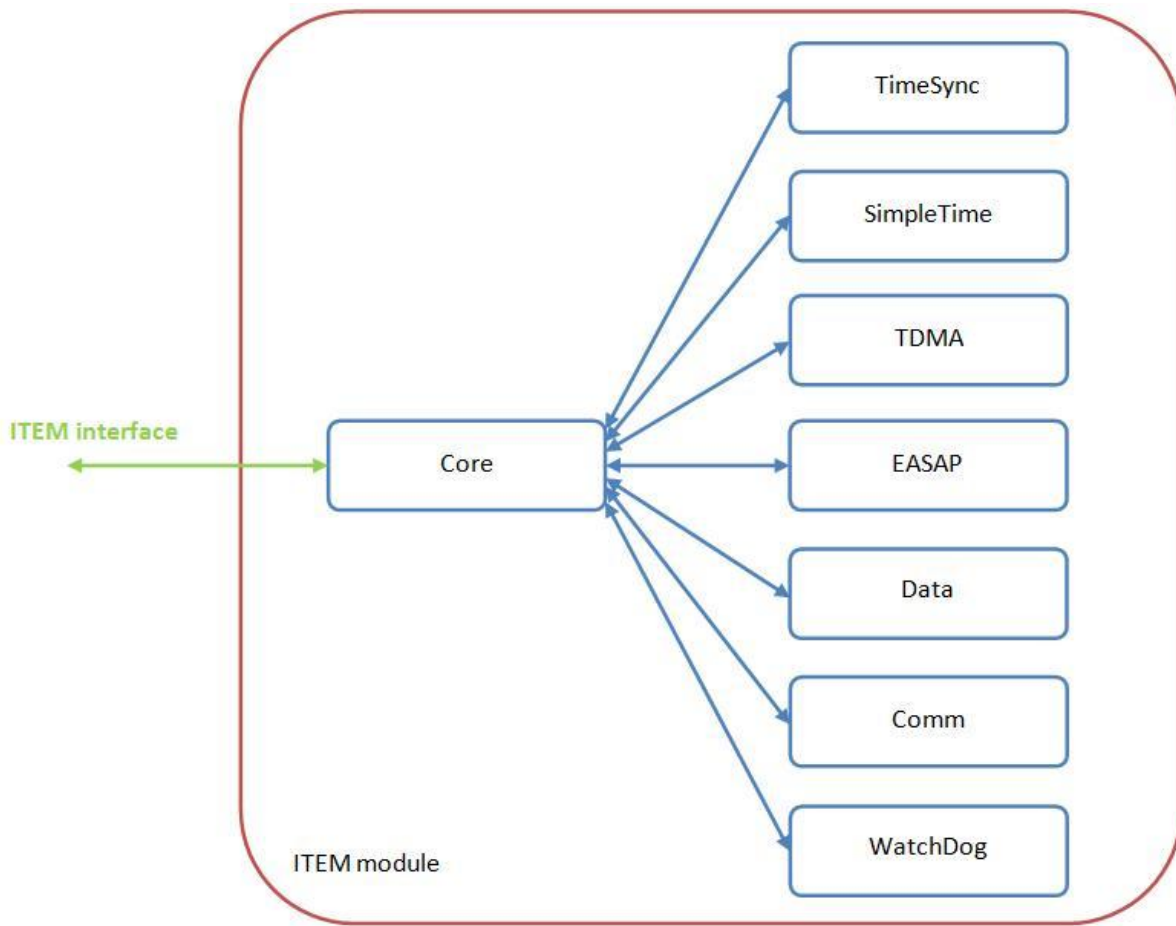 TimeSync
SimpleTime
TDMA
ITEM interface
Core
EASAP
Data
Comm
WatchDog
ITEM module